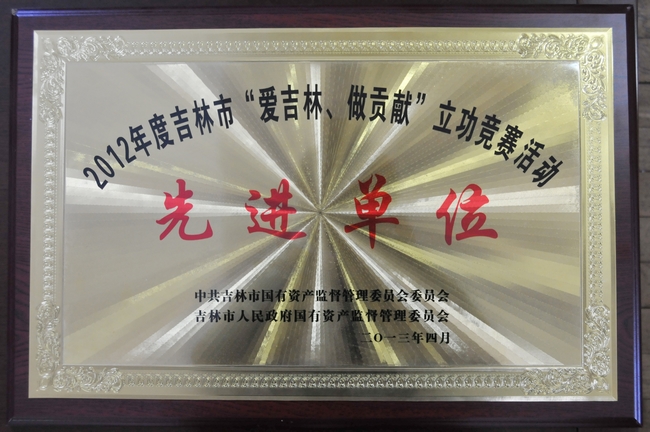 2012年度吉林市“爱吉林、做贡献”立功竞赛活动
先进单位
中共吉林市国有资产监督管理委员会委员会
吉林市人民政府国有资产监督管理委员会
二〇一三年四月